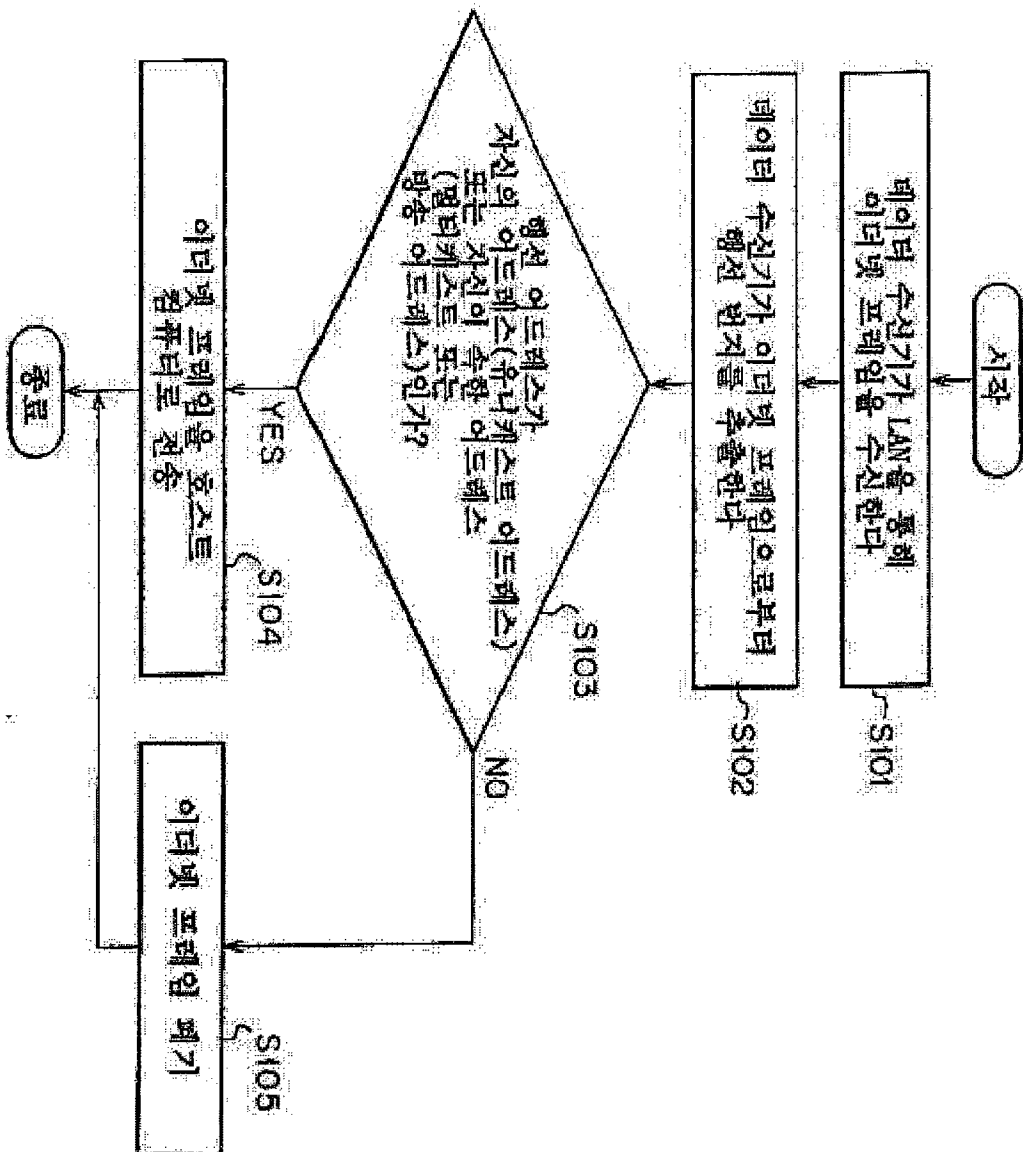 시작
데이타 수신기가 LAN을 통해
이더넷 프레임을 수신한다
S101
데이타 수신기가 이더넷 프레임으로부터
행선 번지를 추출한다
S102
행선 어드레스가
자신의 어드레스(유니캐스트 어드레스)
또는 자신이 속한 어드레스
(멀티캐스트 또는
방송 어드레스)인가?
S103
YES
NO
이더넷 프레임을 호스트
컴퓨터로 전송
S104
이더넷 프레임 폐기
S105
종료